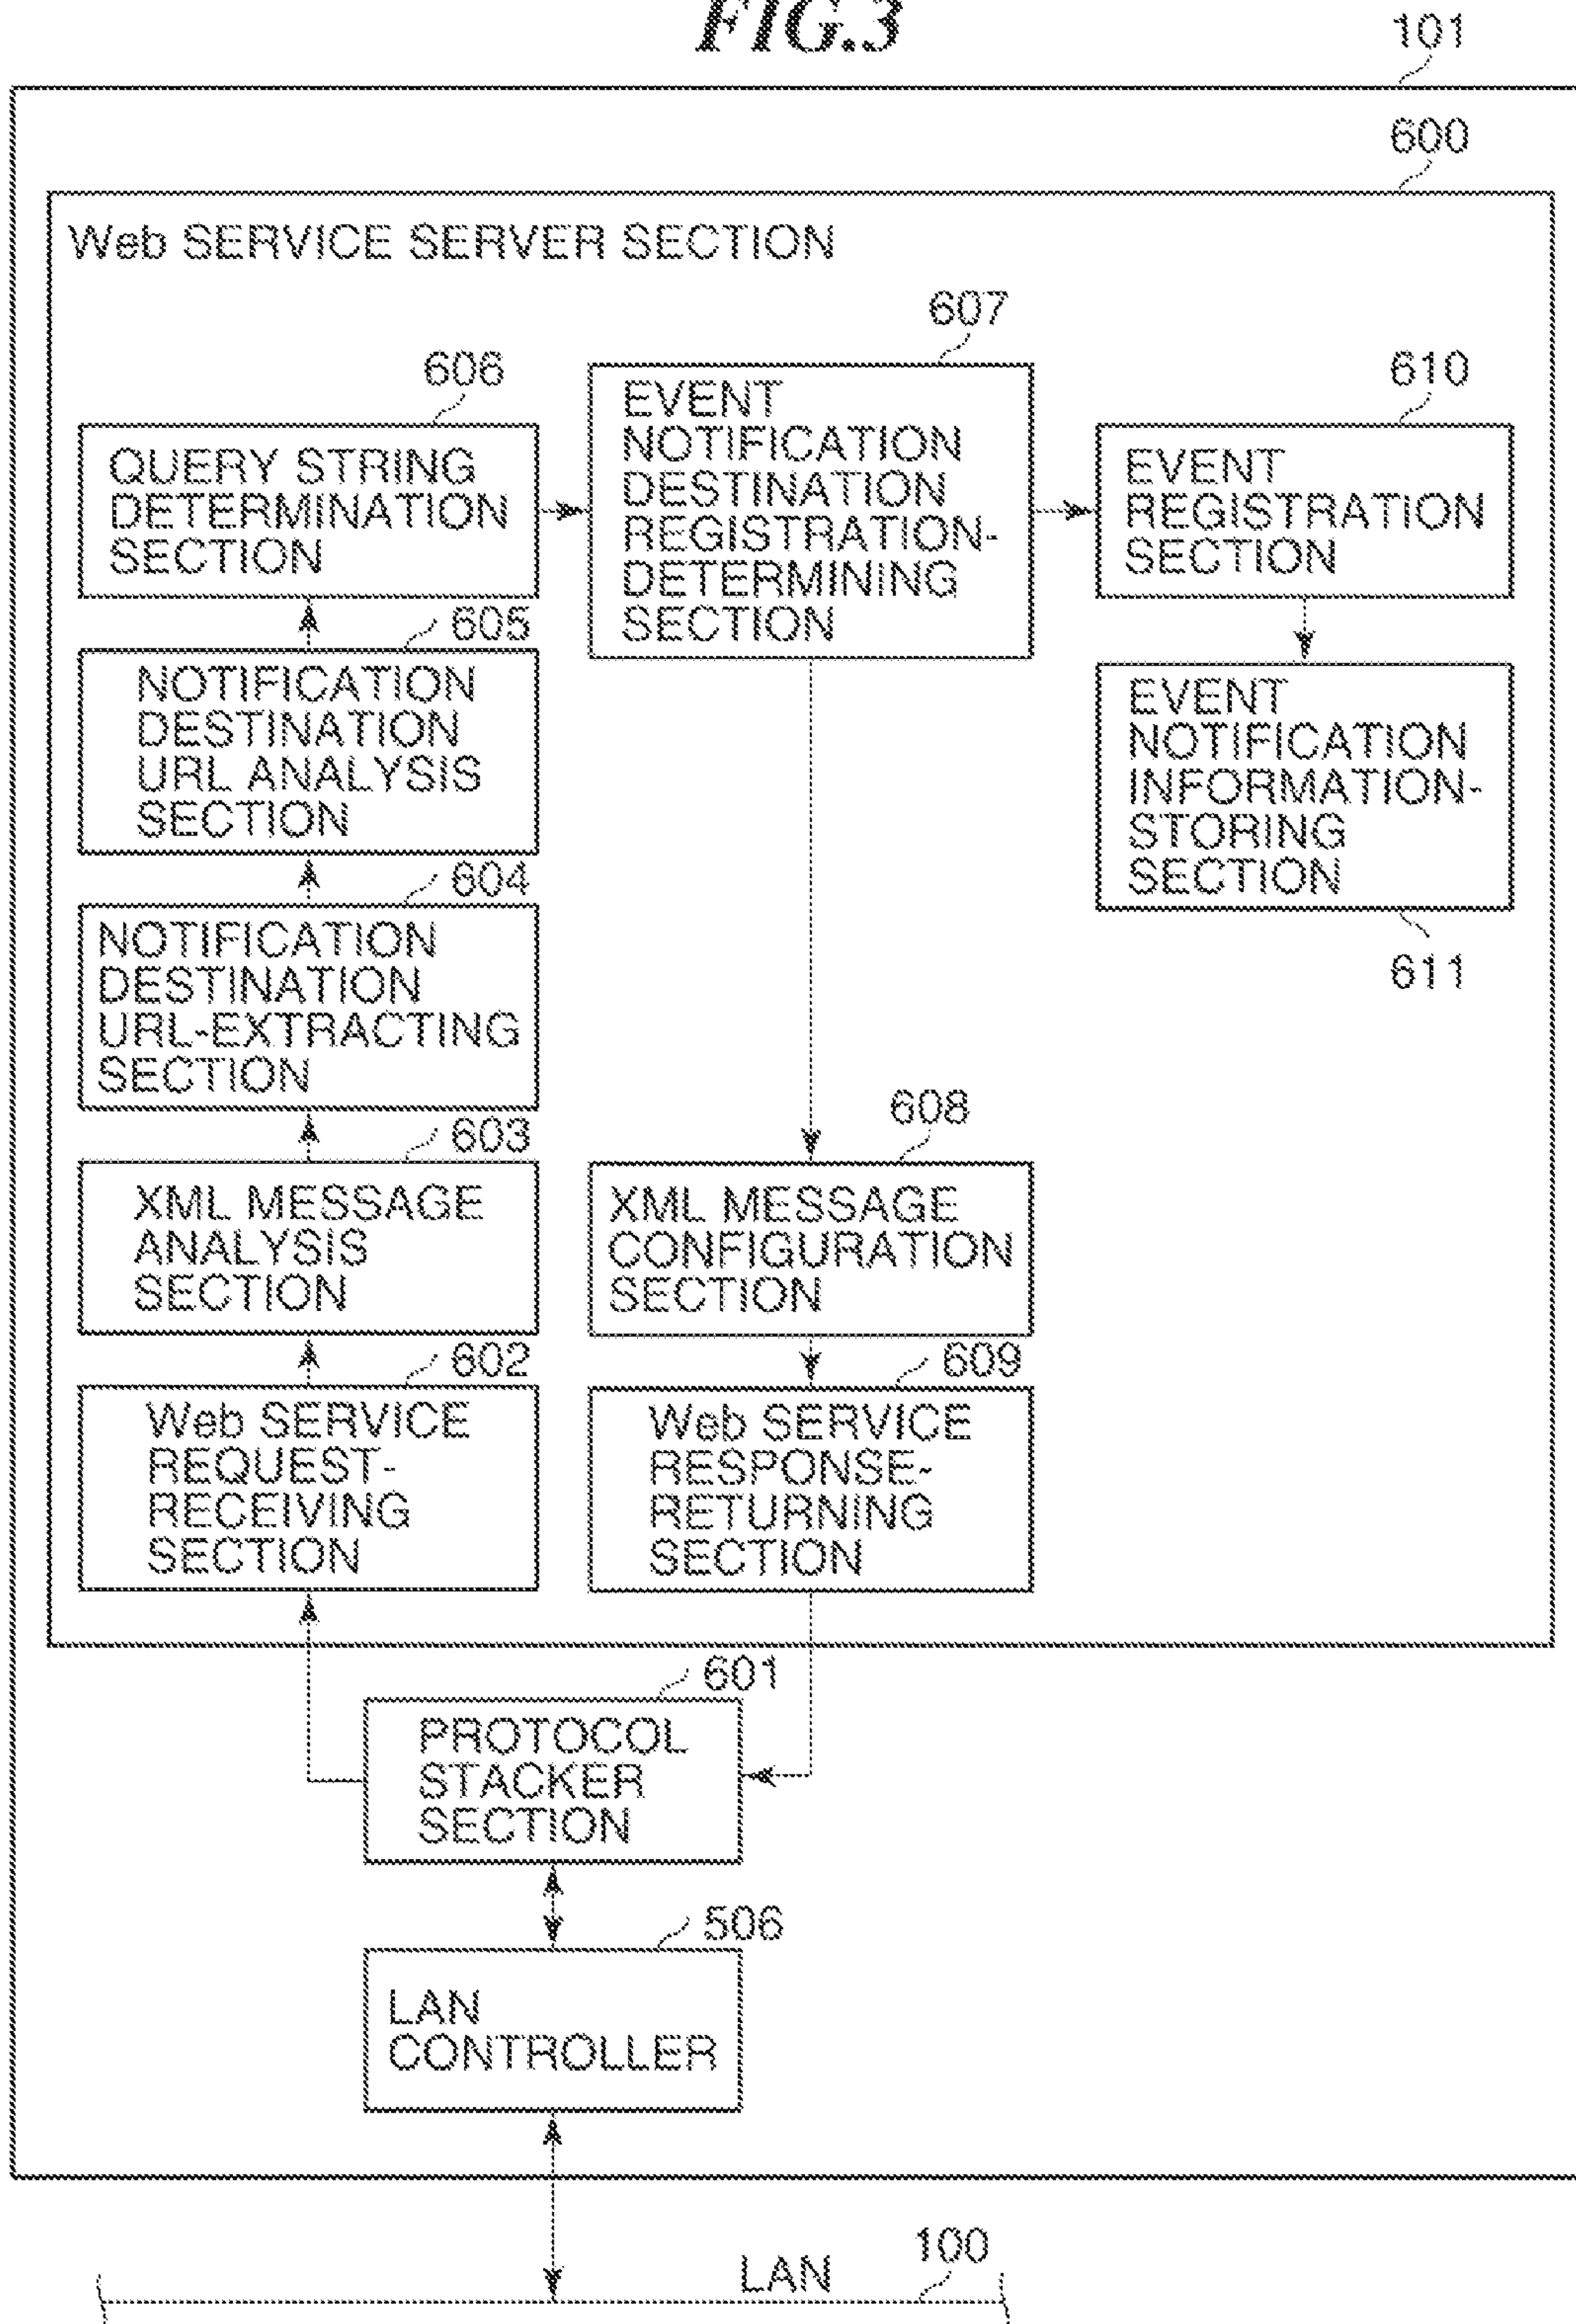 FIG.3
101
600
Web SERVICE SERVER SECTION
607
606
610
EVENT
NOTIFICATION
DESTINATION
REGISTRATION-
DETERMINING
SECTION
QUERY STRING
DETERMINATION
SECTION
EVENT
REGISTRATION
SECTION
605
NOTIFICATION
DESTINATION
URL ANALYSIS
SECTION
EVENT
NOTIFICATION
INFORMATION-
STORING
SECTION
611
604
NOTIFICATION
DESTINATION
URL-EXTRACTING
SECTION
603
608
XML MESSAGE
ANALYSIS
SECTION
XML MESSAGE
CONFIGURATION
SECTION
602
609
Web SERVICE
REQUEST-
RECEIVING
SECTION
Web SERVICE
RESPONSE-
RETURNING
SECTION
601
PROTOCOL
STACKER
SECTION
506
LAN
CONTROLLER
100
LAN